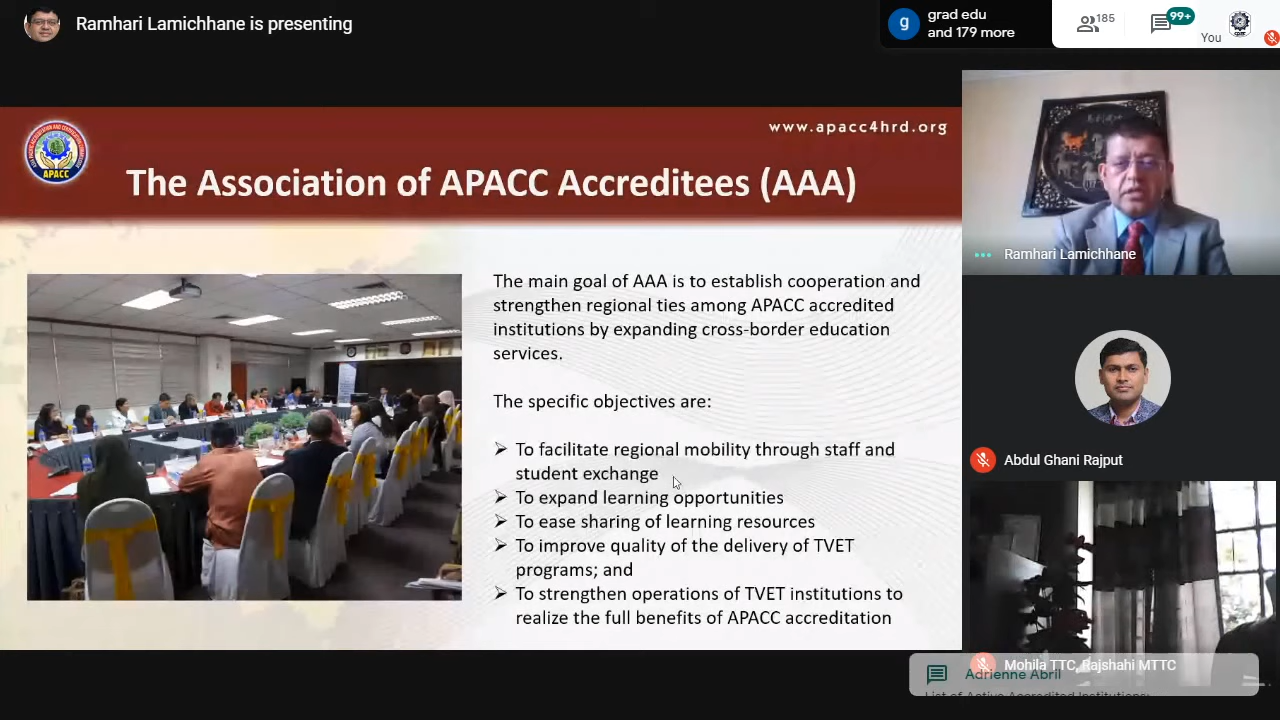 Ramhari Lamichhane is presenting
g
grad edu
and 179 more
185
99+
You
www.apacc4hrd.org
APACC
The Association of APACC Accreditees (AAA)
The main goal of AAA is to establish cooperation and
strengthen regional ties among APACC accredited
institutions by expanding cross-border education
services.
The specific objectives are:
To facilitate regional mobility through staff and
student exchange
To expand learning opportunities
To ease sharing of learning resources
To improve quality of the delivery of TVET
programs; and
To strengthen operations of TVET institutions to
realize the full benefits of APACC accreditation
Ramhari Lamichhane
Abdul Ghani Rajput
Mohila TTC, Rajshahi MTTC
Adrienne Abril
List of Active Accredited Institutions: